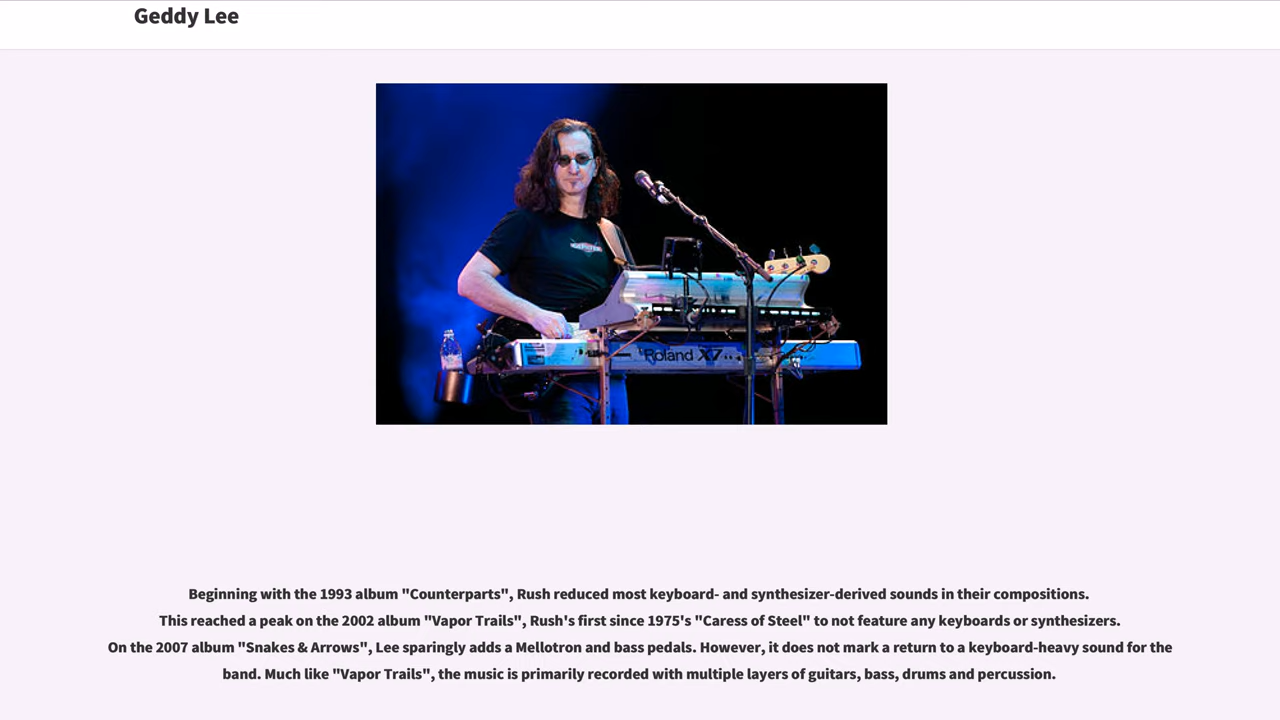 Geddy Lee
Roland
Beginning with the 1993 album "Counterparts", Rush reduced most keyboard- and synthesizer-derived sounds in their compositions.
This reached a peak on the 2002 album "Vapor Trails", Rush's first since 1975's "Caress of Steel" to not feature any keyboards or synthesizers.
On the 2007 album "Snakes & Arrows", Lee sparingly adds a Mellotron and bass pedals. However, it does not mark a return to a keyboard-heavy sound for the
band. Much like "Vapor Trails", the music is primarily recorded with multiple layers of guitars, bass, drums and percussion.